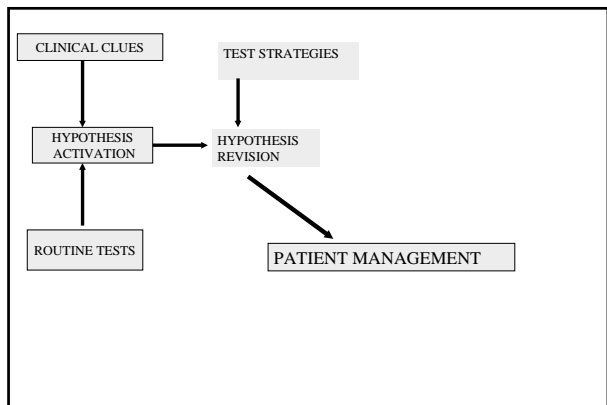 CLINICAL CLUES
TEST STRATEGIES
HYPOTHESIS
ACTIVATION
HYPOTHESIS
REVISION
ROUTINE TESTS
PATIENT MANAGEMENT